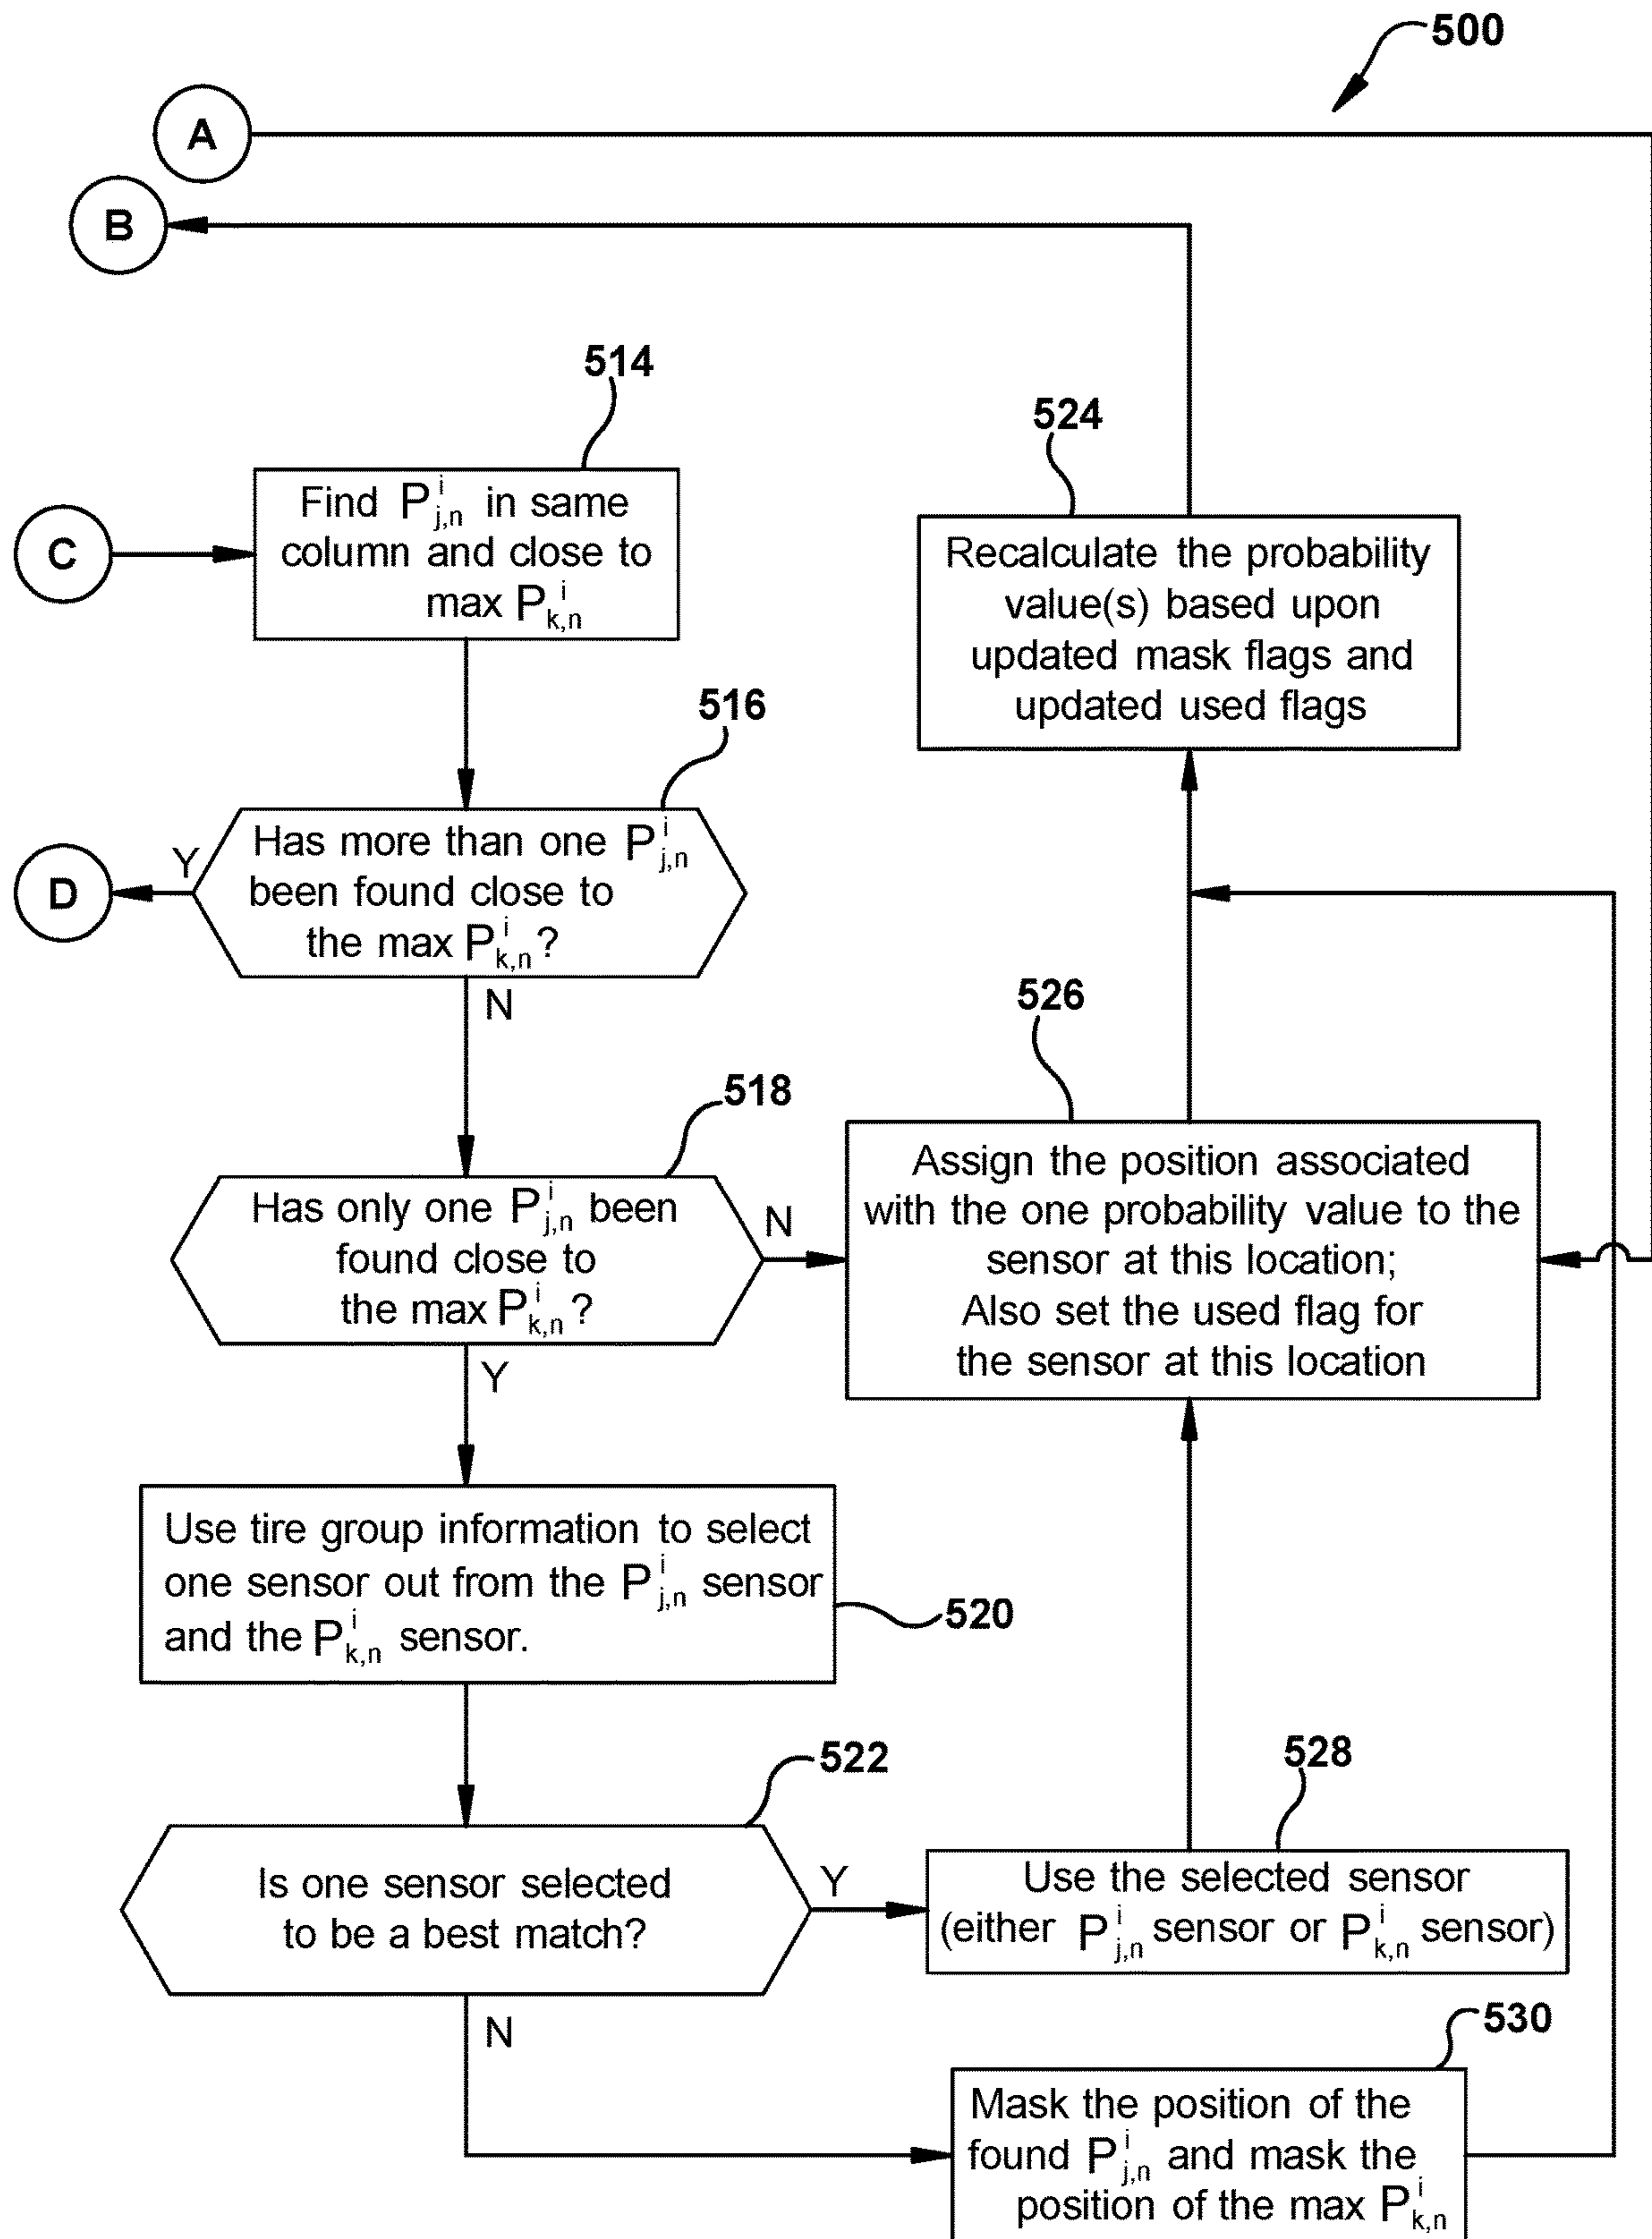 500
A
B
514
Find P^i_{j,n} in same
column and close to
max P^i_{k,n}
C
524
Recalculate the probability
value(s) based upon
updated mask flags and
updated used flags
516
Has more than one P^i_{j,n}
been found close to
the max P^i_{k,n}?
Y
D
N
526
Assign the position associated
with the one probability value to the
sensor at this location;
Also set the used flag for
the sensor at this location
518
Has only one P^i_{j,n} been
found close to
the max P^i_{k,n}?
N
Y
Use tire group information to select
one sensor out from the P^i_{j,n} sensor
and the P^i_{k,n} sensor.
520
522
Is one sensor selected
to be a best match?
Y
528
Use the selected sensor
(either P^i_{j,n} sensor or P^i_{k,n} sensor)
N
530
Mask the position of the
found P^i_{j,n} and mask the
position of the max P^i_{k,n}